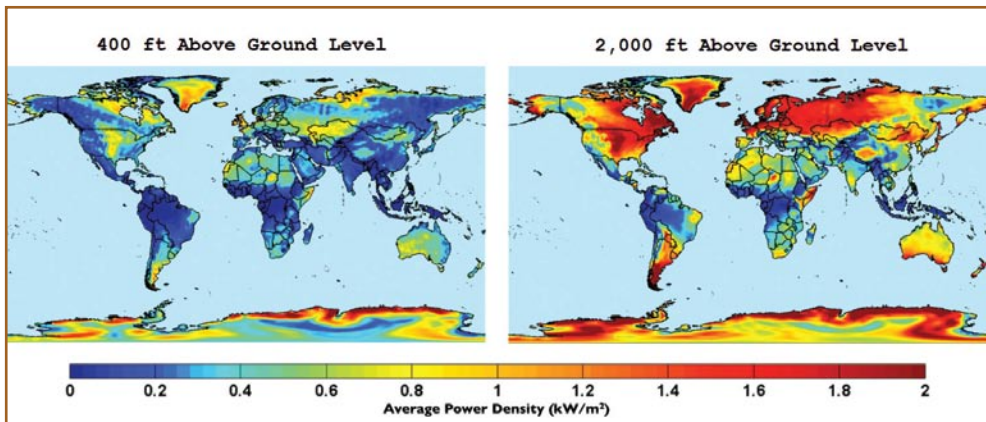 400 ft Above Ground Level
2,000 ft Above Ground Level
0 0.2 0.4 0.6 0.8 1 1.2 1.4 1.6 1.8 2
Average Power Density (kW/m²)